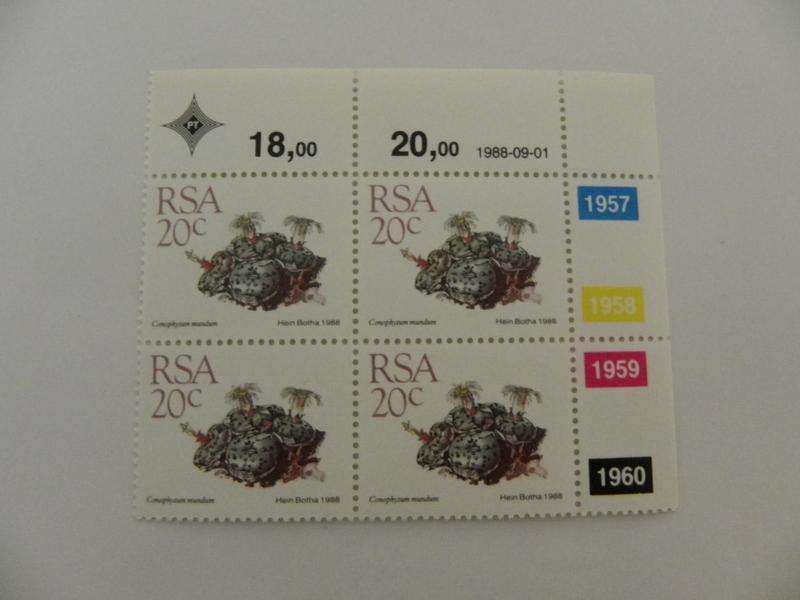 PT
18,00
20,00 1988-09-01
RSA
20c
Conophytum mundum
Hein Botha 1988
RSA
20c
Conophytum mundum
Hein Botha 1988
1957
1958
RSA
20c
Conophytum mundum
Hein Botha 1988
RSA
20c
Conophytum mundum
Hein Botha 1988
1959
1960